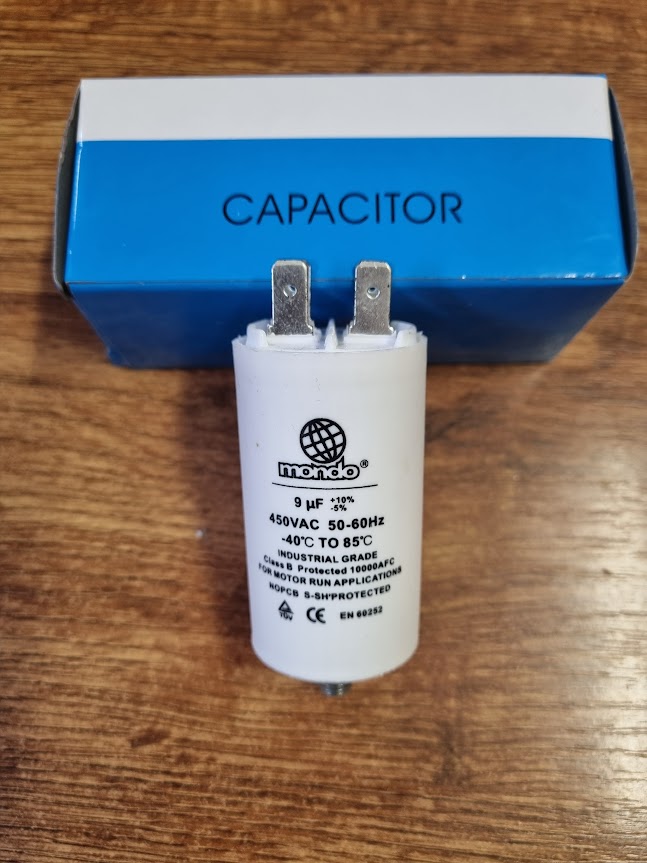 CAPACITOR
mondo®
9 µF +10% -5%
450VAC 50-60Hz
-40℃ TO 85℃
INDUSTRIAL GRADE
Class B Protected 10000AFC
FOR MOTOR RUN APPLICATIONS
NOPCB S-SH'PROTECTED
TÜV CE EN 60252